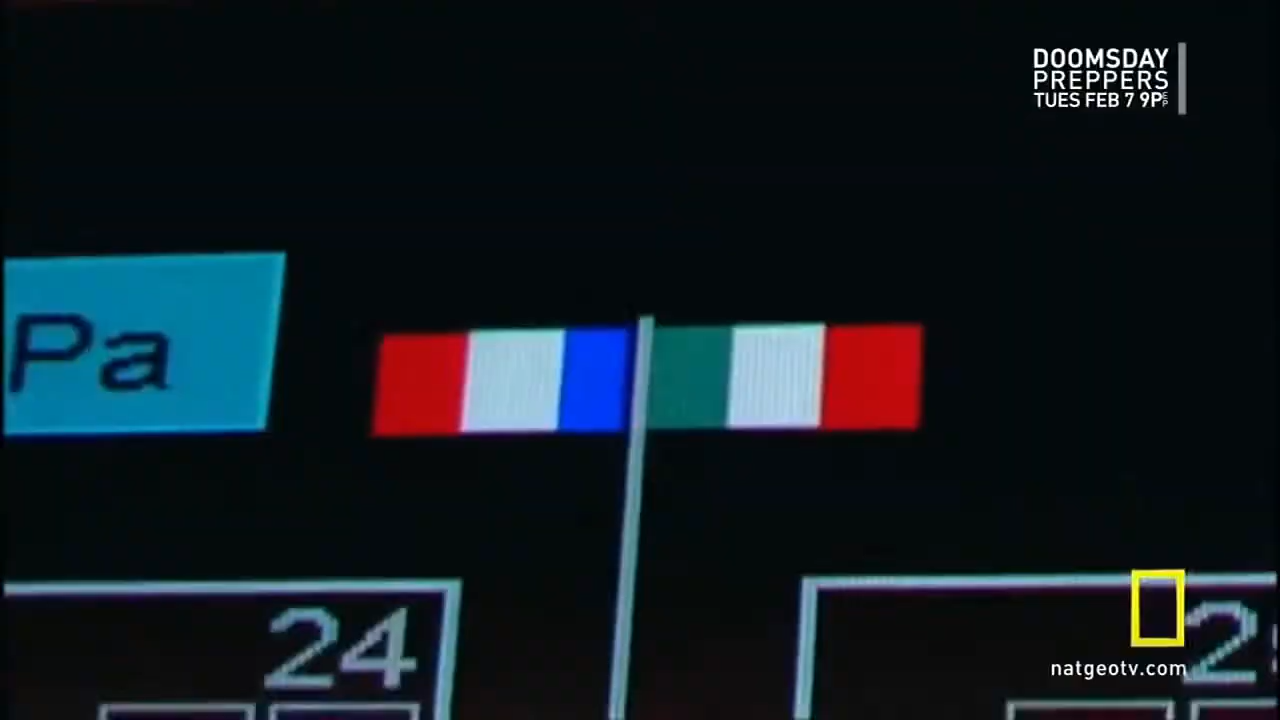 DOOMSDAY
PREPPERS
TUES FEB 7 9P
Pa
24
natgeotv.com